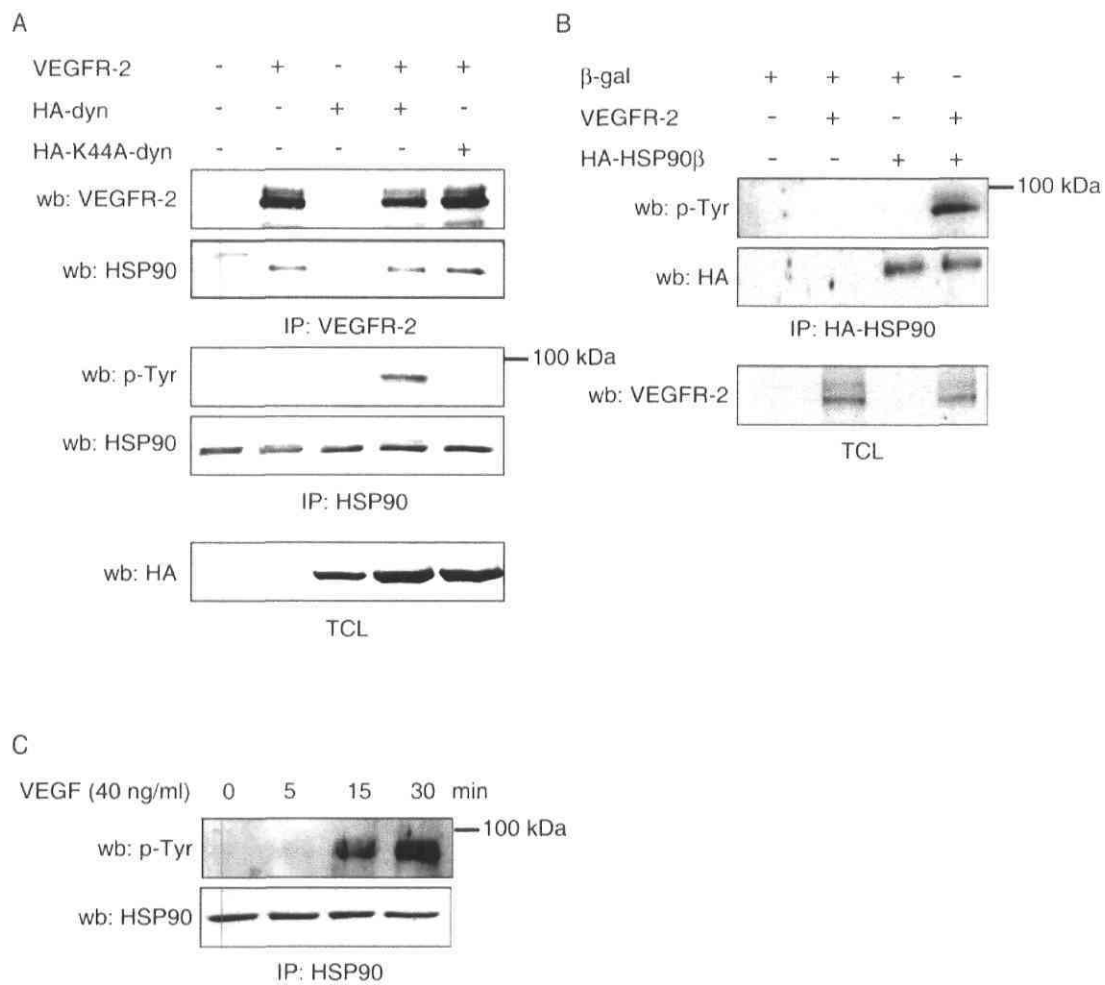 A
VEGFR-2 - + - + +
HA-dyn - - + + -
HA-K44A-dyn - - - - +
wb: VEGFR-2
wb: HSP90
IP: VEGFR-2
wb: p-Tyr
100 kDa
wb: HSP90
IP: HSP90
wb: HA
TCL
B
β-gal + + + -
VEGFR-2 - + - +
HA-HSP90β - - + +
100 kDa
wb: p-Tyr
wb: HA
IP: HA-HSP90
wb: VEGFR-2
TCL
C
VEGF (40 ng/ml) 0 5 15 30 min
100 kDa
wb: p-Tyr
wb: HSP90
IP: HSP90